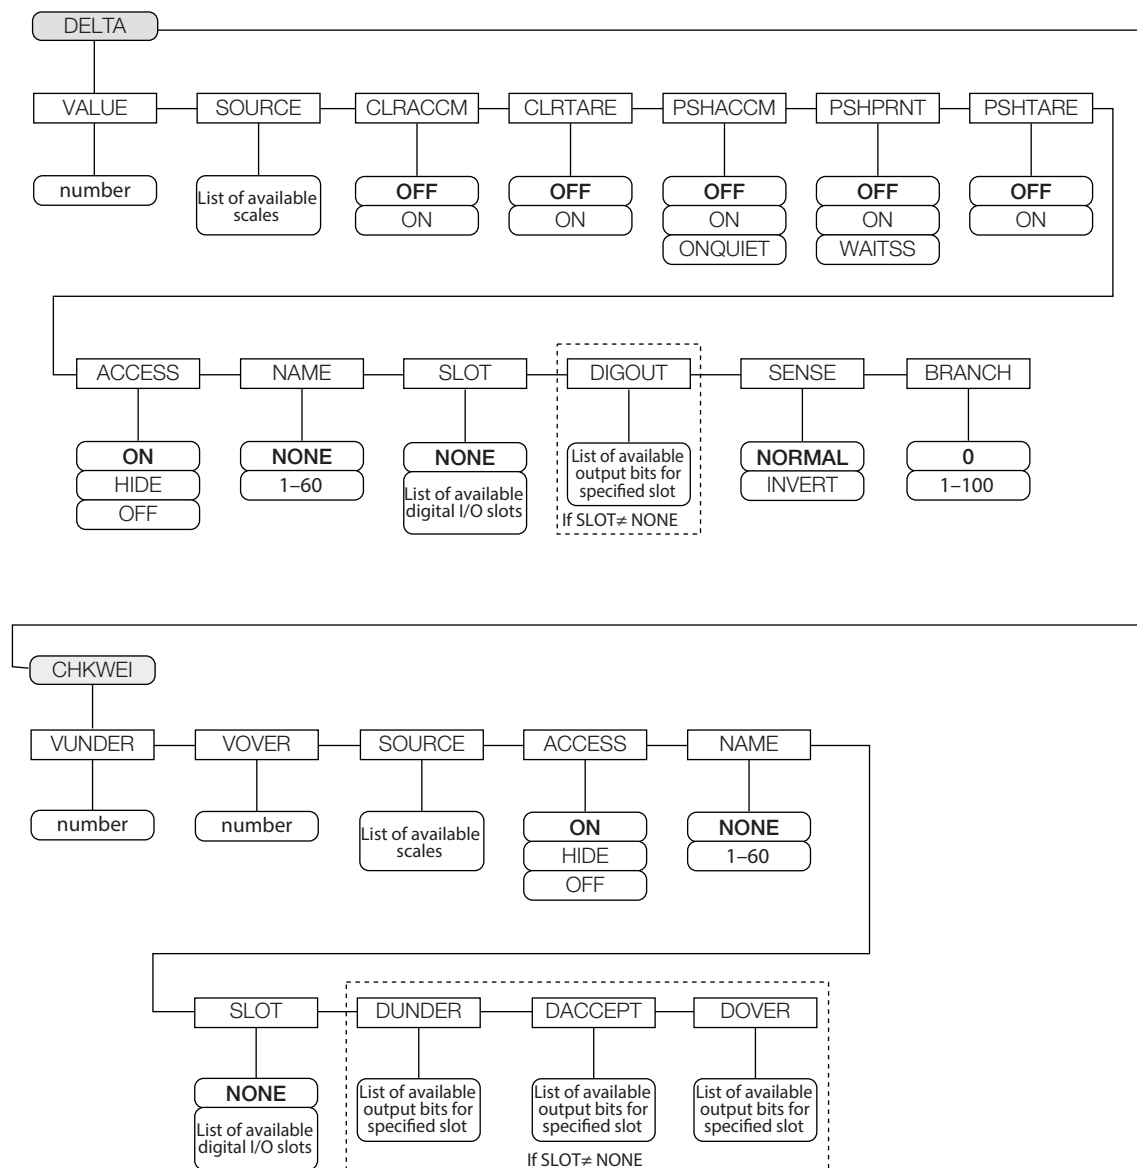 DELTA
VALUE
SOURCE
CLRACCM
CLRTARE
PSHACCM
PSHPRNT
PSHTARE
number
List of available
scales
OFF
ON
OFF
ON
OFF
ON
ONQUIET
OFF
ON
WAITSS
OFF
ON
ACCESS
NAME
SLOT
DIGOUT
SENSE
BRANCH
ON
HIDE
OFF
NONE
1–60
NONE
List of available
digital I/O slots
List of available
output bits for
specified slot
If SLOT≠ NONE
NORMAL
INVERT
0
1–100
CHKWEI
VUNDER
VOVER
SOURCE
ACCESS
NAME
number
number
List of available
scales
ON
HIDE
OFF
NONE
1–60
SLOT
DUNDER
DACCEPT
DOVER
NONE
List of available
digital I/O slots
List of available
output bits for
specified slot
List of available
output bits for
specified slot
List of available
output bits for
specified slot
If SLOT≠ NONE